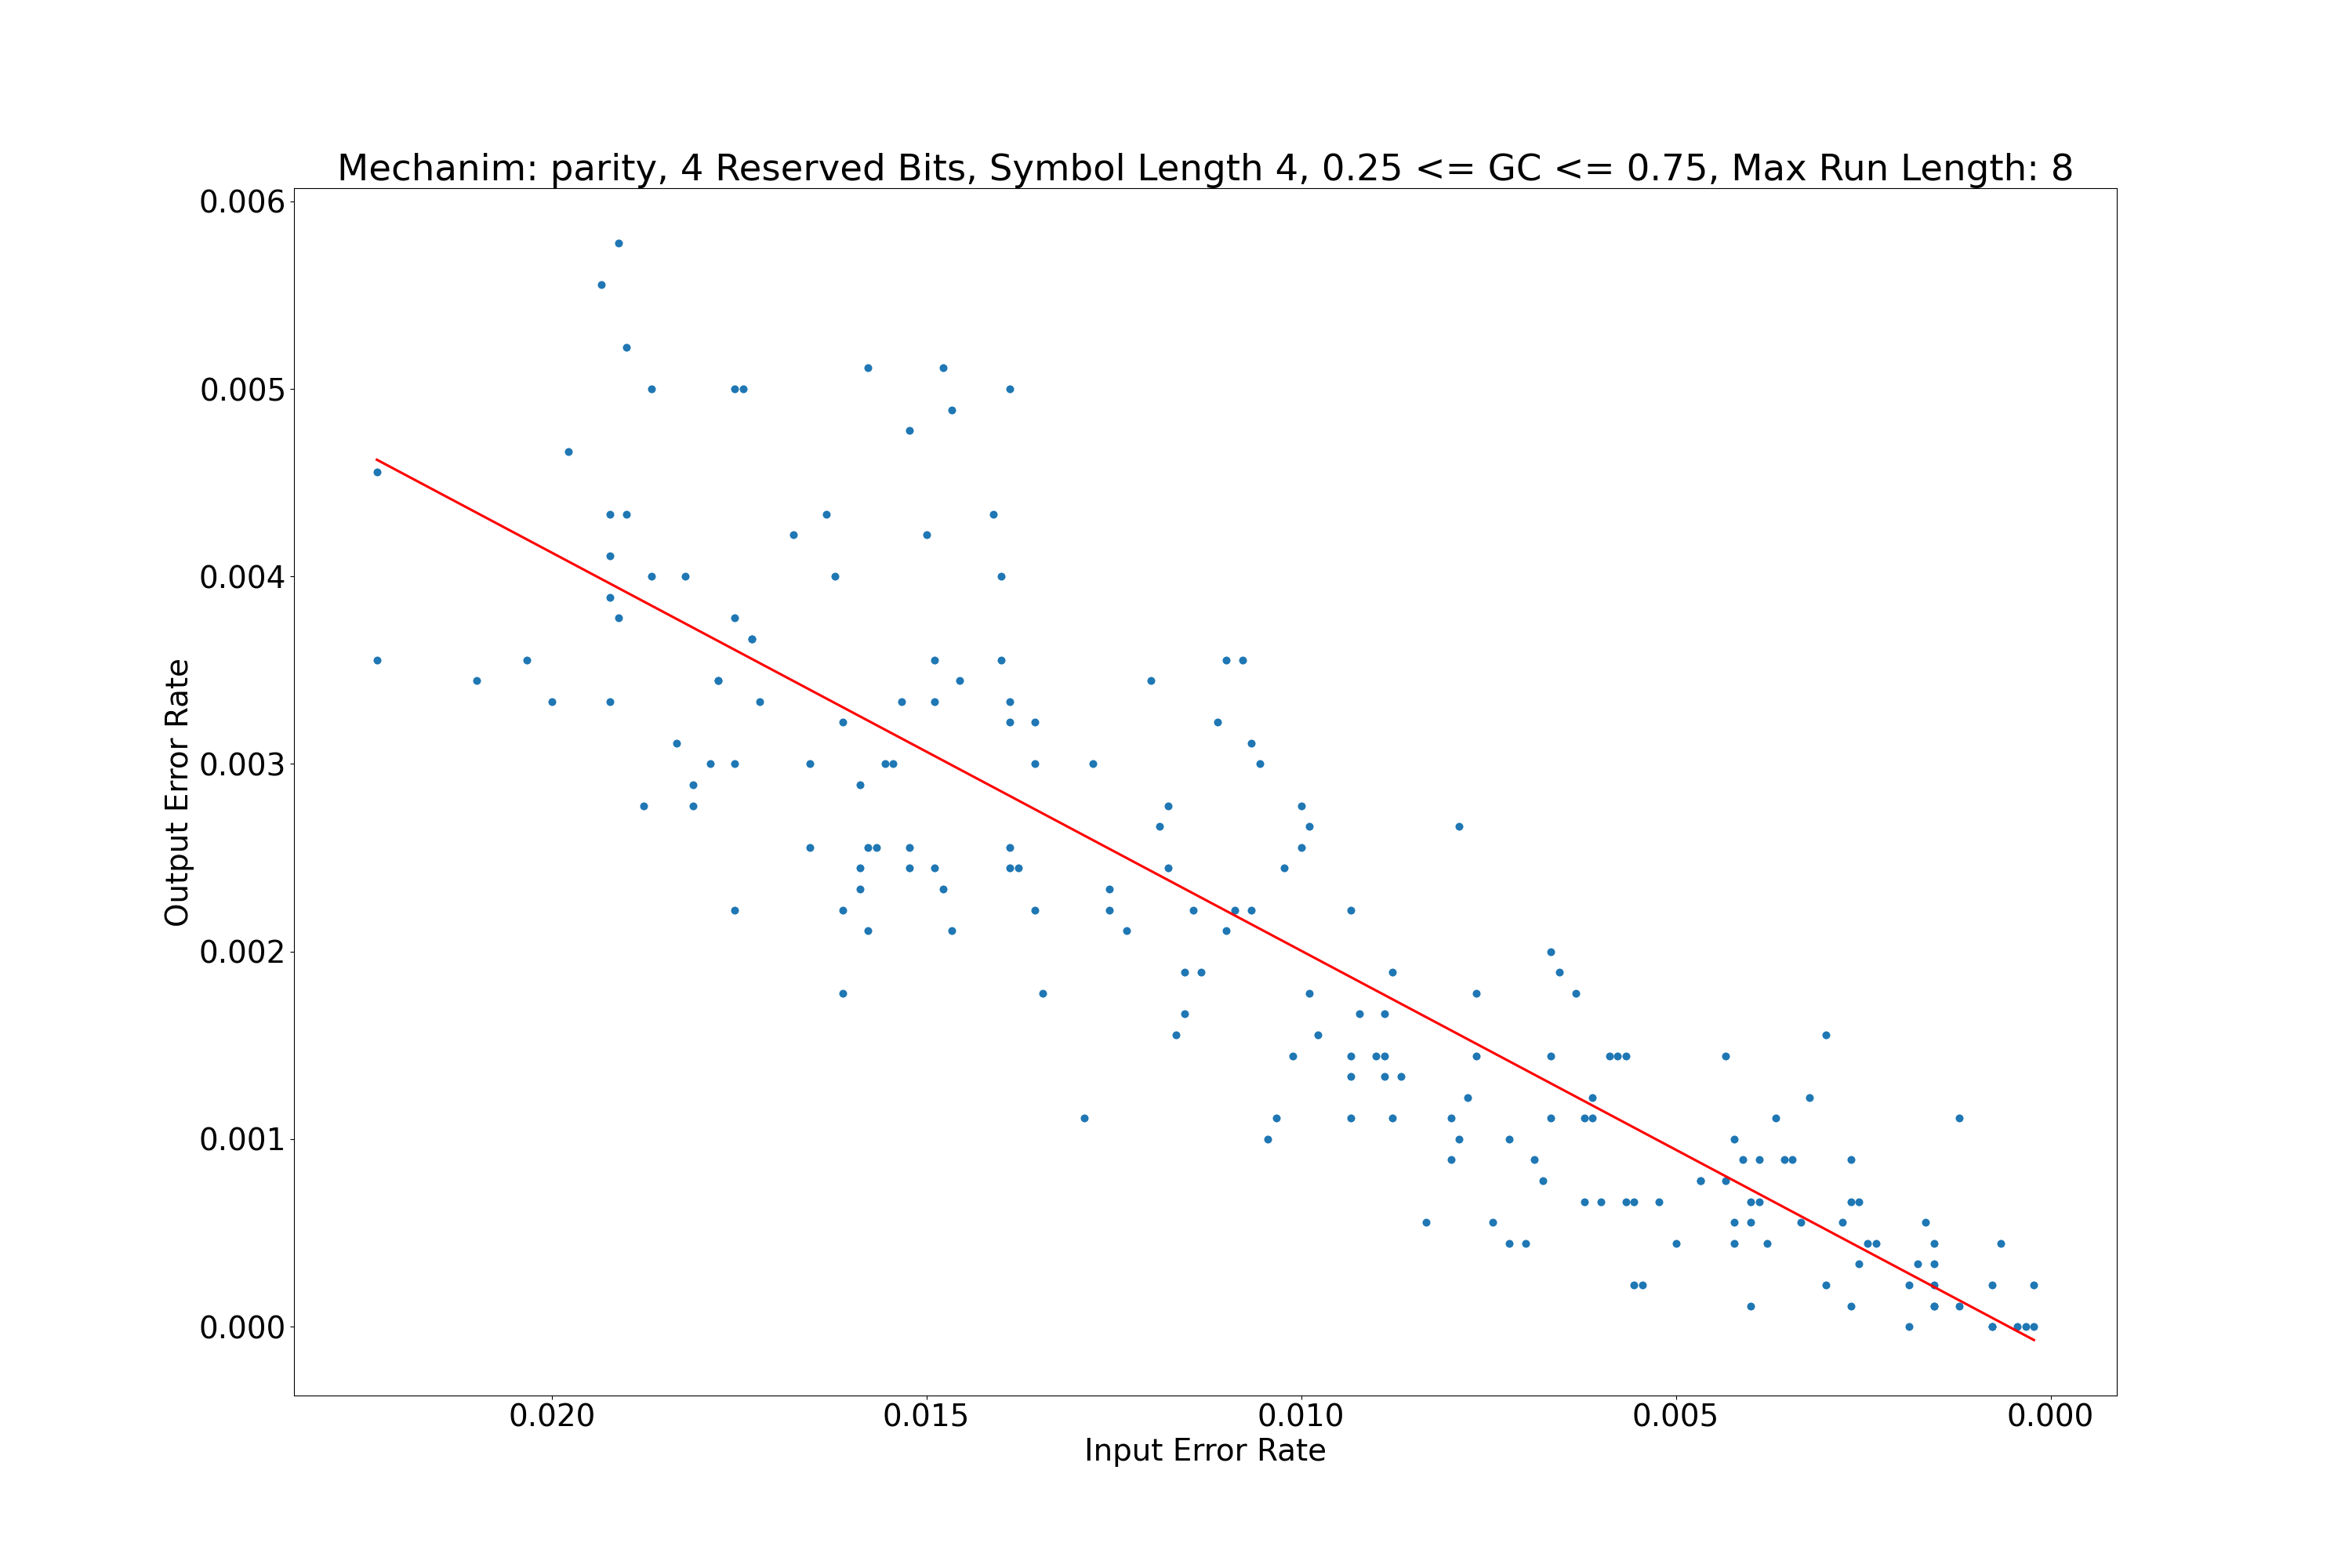 Mechanim: parity, 4 Reserved Bits, Symbol Length 4, 0.25 <= GC <= 0.75, Max Run Length: 8
0.006
0.005
0.004
0.003
0.002
0.001
0.000
Output Error Rate
0.020 0.015 0.010 0.005 0.000
Input Error Rate